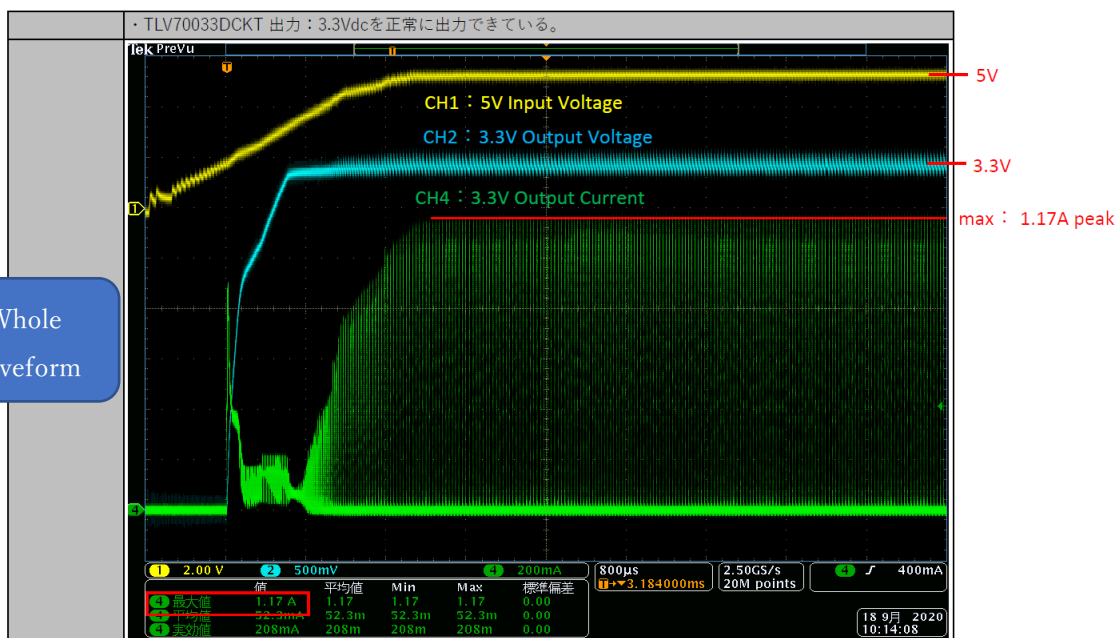 ・TLV70033DCKT 出力：3.3Vdcを正常に出力できている。
Tek PreVu
T
T
5V
CH1：5V Input Voltage
CH2：3.3V Output Voltage
3.3V
CH4：3.3V Output Current
1
max： 1.17A peak
Whole
veform
4
1 2.00 V 2 500mV 4 200mA
800µs
T→▼3.184000ms
2.50GS/s
20M points
4 400mA
値 平均値 Min Max 標準偏差
4 最大値 1.17 A 1.17 1.17 1.17 0.00
4 平均値 52.3mA 52.3m 52.3m 52.3m 0.00
4 実効値 208mA 208m 208m 208m 0.00
18 9月 2020
10:14:08